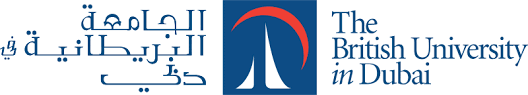 الجامعة
البريطانية في
دبي
The
British University
in Dubai